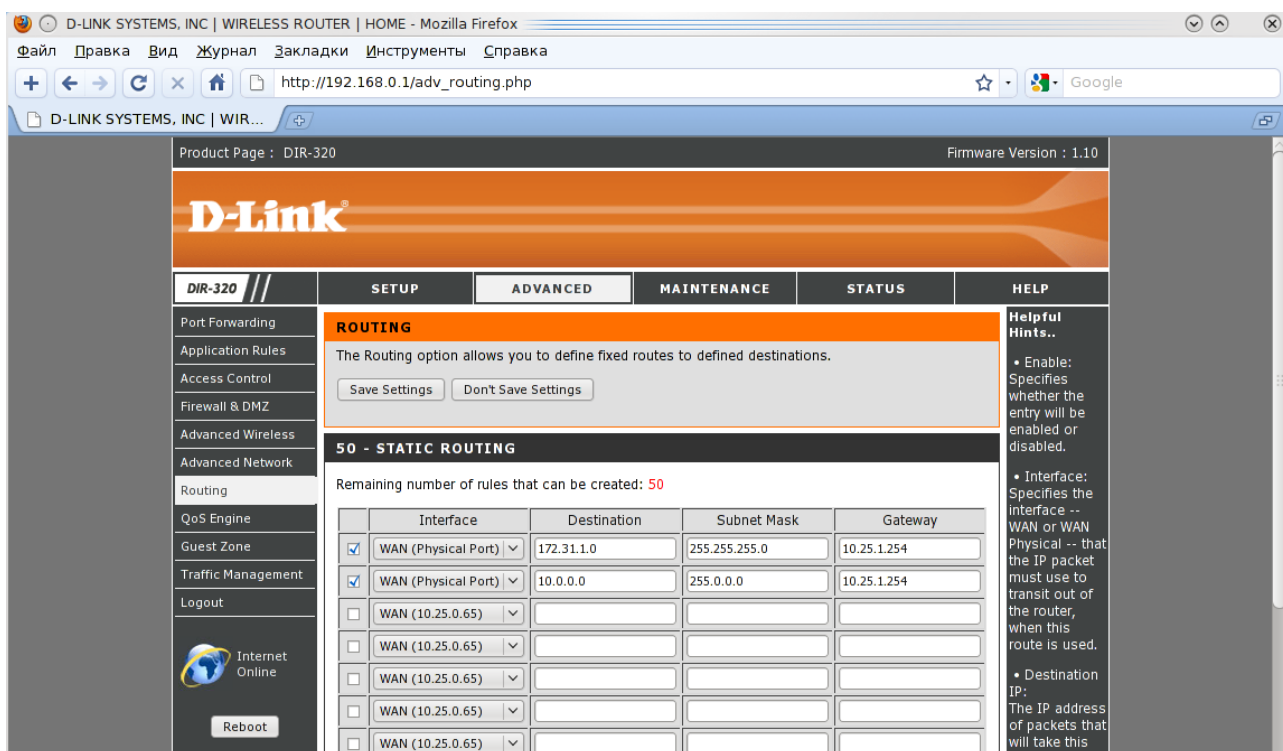 D-LINK SYSTEMS, INC | WIRELESS ROUTER | HOME - Mozilla Firefox
Файл Правка Вид Журнал Закладки Инструменты Справка
http://192.168.0.1/adv_routing.php
Google
D-LINK SYSTEMS, INC | WIR...
Product Page : DIR-320
Firmware Version : 1.10
D-Link®
DIR-320
SETUP
ADVANCED
MAINTENANCE
STATUS
HELP
Port Forwarding
Application Rules
Access Control
Firewall & DMZ
Advanced Wireless
Advanced Network
Routing
QoS Engine
Guest Zone
Traffic Management
Logout
Internet
Online
Reboot
ROUTING
The Routing option allows you to define fixed routes to defined destinations.
Save Settings
Don't Save Settings
50 - STATIC ROUTING
Remaining number of rules that can be created: 50
Interface Destination Subnet Mask Gateway
WAN (Physical Port) 172.31.1.0 255.255.255.0 10.25.1.254
WAN (Physical Port) 10.0.0.0 255.0.0.0 10.25.1.254
WAN (10.25.0.65)
WAN (10.25.0.65)
WAN (10.25.0.65)
WAN (10.25.0.65)
WAN (10.25.0.65)
Helpful
Hints..
• Enable:
Specifies
whether the
entry will be
enabled or
disabled.
• Interface:
Specifies the
interface --
WAN or WAN
Physical -- that
the IP packet
must use to
transit out of
the router,
when this
route is used.
• Destination
IP:
The IP address
of packets that
will take this